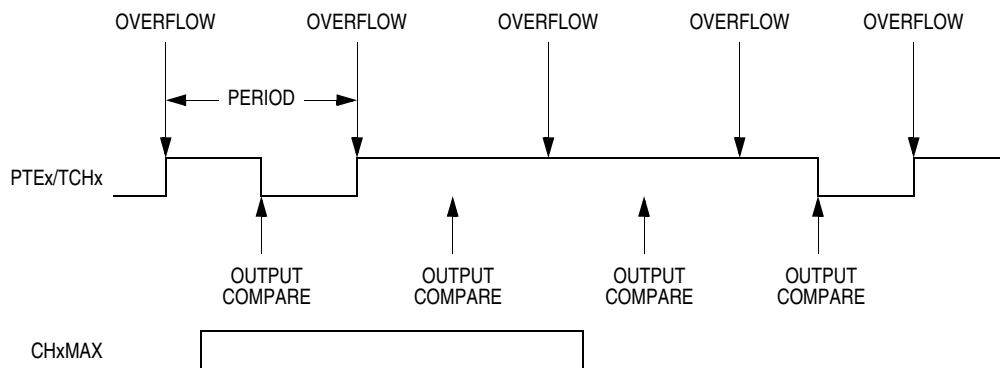 OVERFLOW OVERFLOW OVERFLOW OVERFLOW OVERFLOW
PERIOD
PTEx/TCHx
OUTPUT COMPARE
OUTPUT COMPARE
OUTPUT COMPARE
OUTPUT COMPARE
CHxMAX